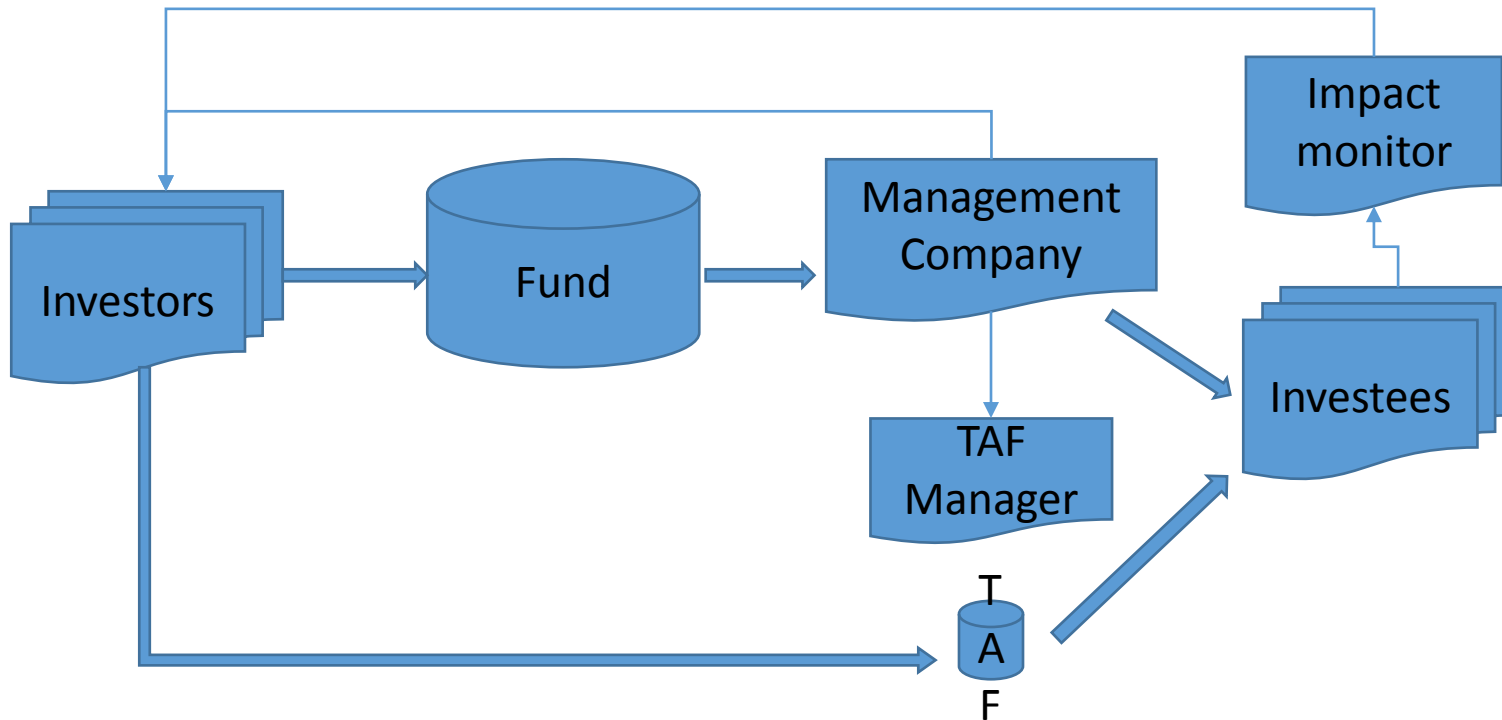 Impact
monitor
Management
Company
Investors
Fund
Investees
TAF
Manager
T
A
F